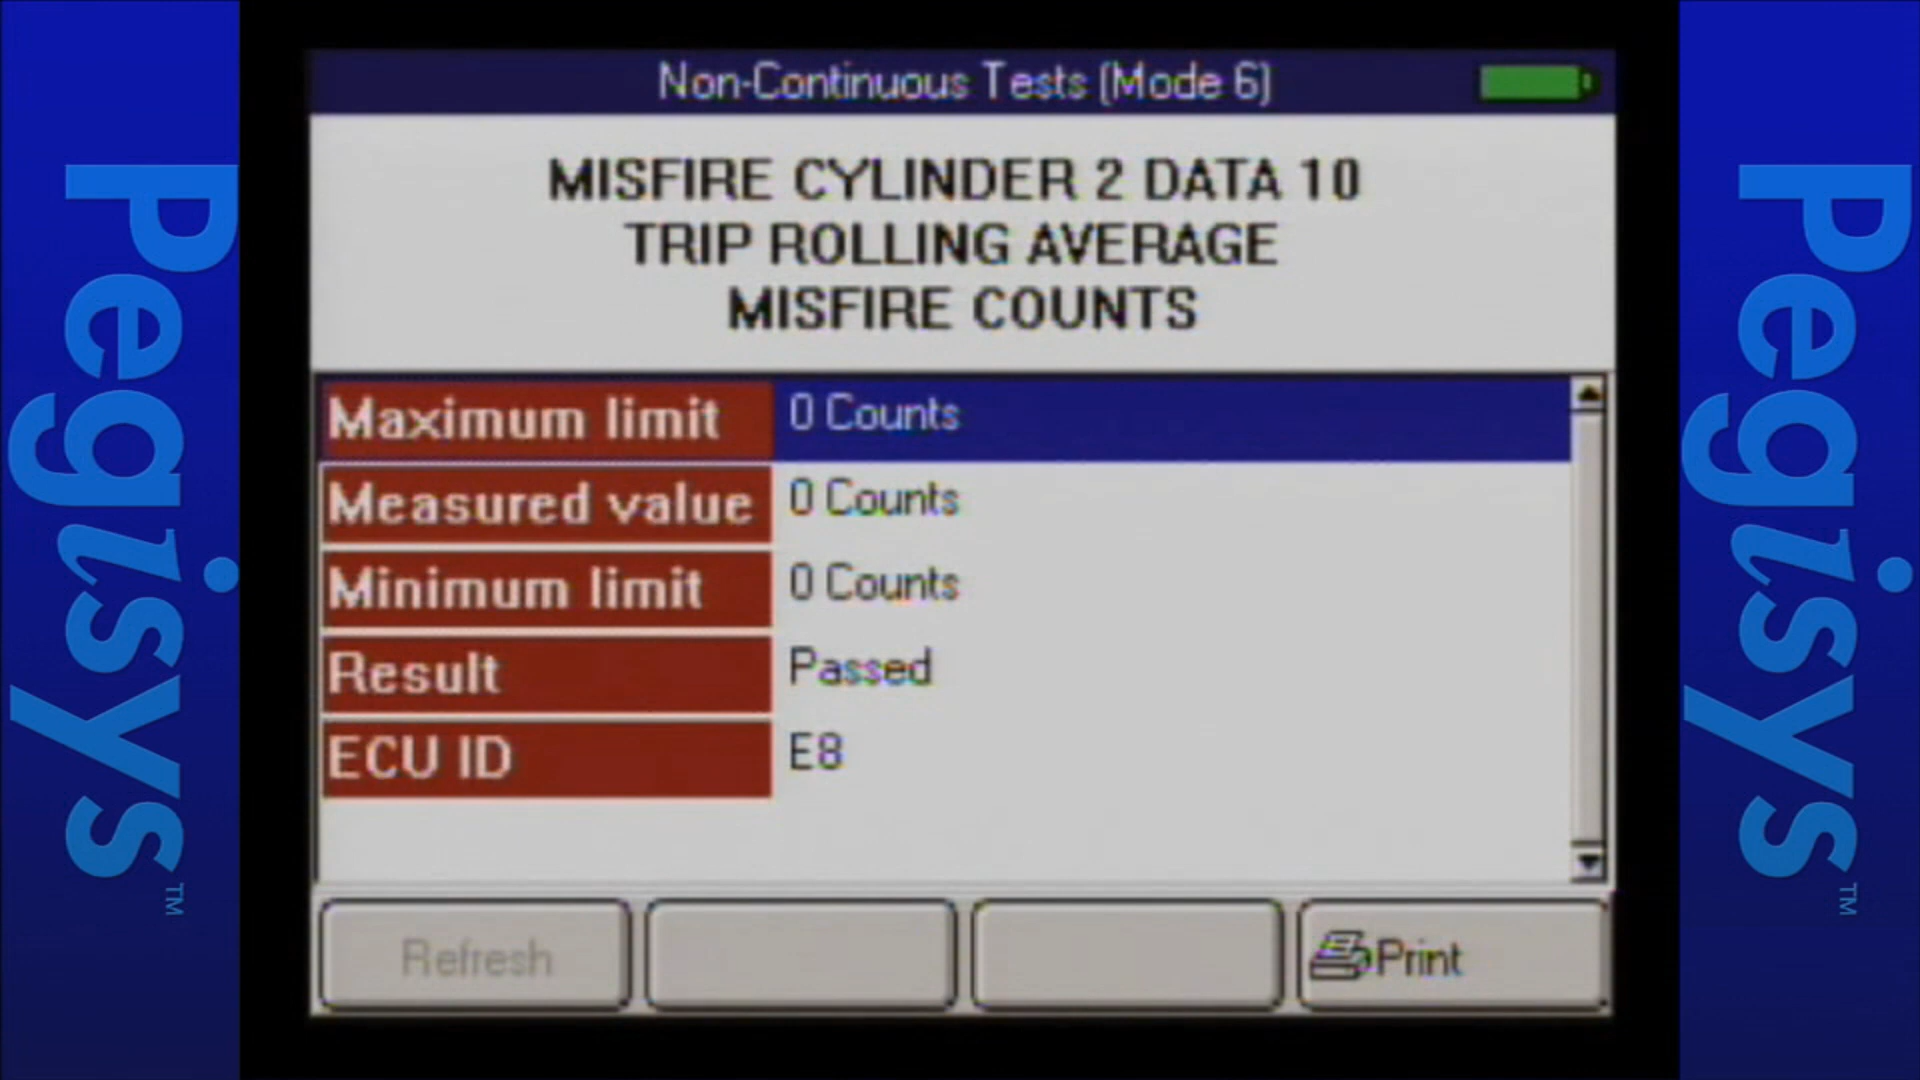 Pegisys™
Non-Continuous Tests (Mode 6)
MISFIRE CYLINDER 2 DATA 10
TRIP ROLLING AVERAGE
MISFIRE COUNTS
Maximum limit 0 Counts
Measured value 0 Counts
Minimum limit 0 Counts
Result Passed
ECU ID E8
Refresh
Print
Pegisys™